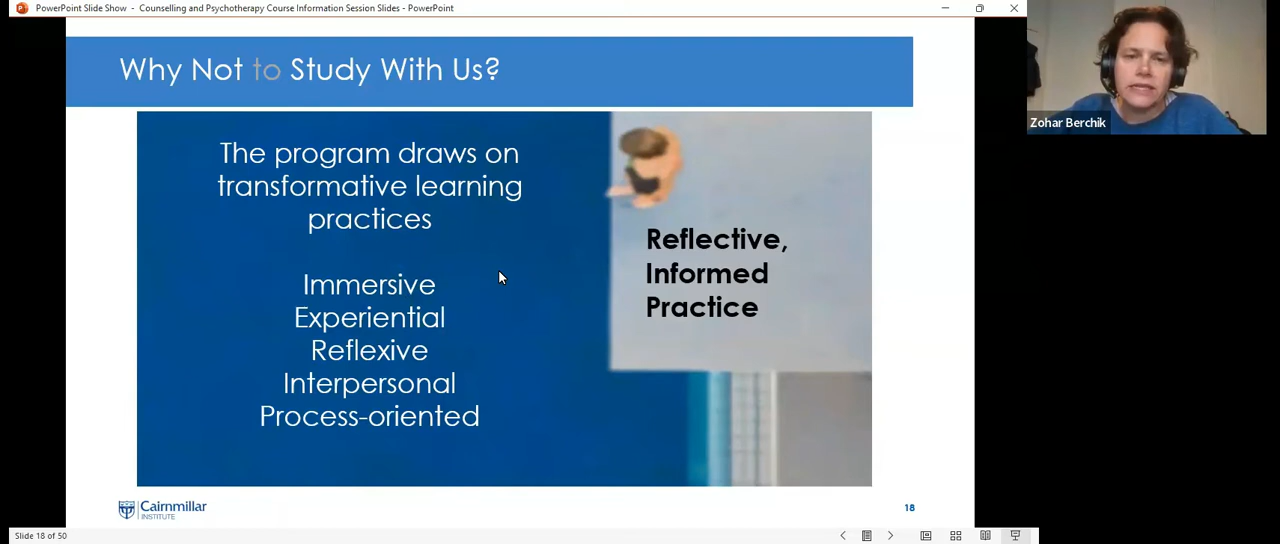 PowerPoint Slide Show - Counselling and Psychotherapy Course Information Session Slides - PowerPoint
Why Not to Study With Us?
The program draws on
transformative learning
practices
Immersive
Experiential
Reflexive
Interpersonal
Process-oriented
Reflective,
Informed
Practice
Zohar Berchik
Cairnmillar
INSTITUTE
18
Slide 18 of 50